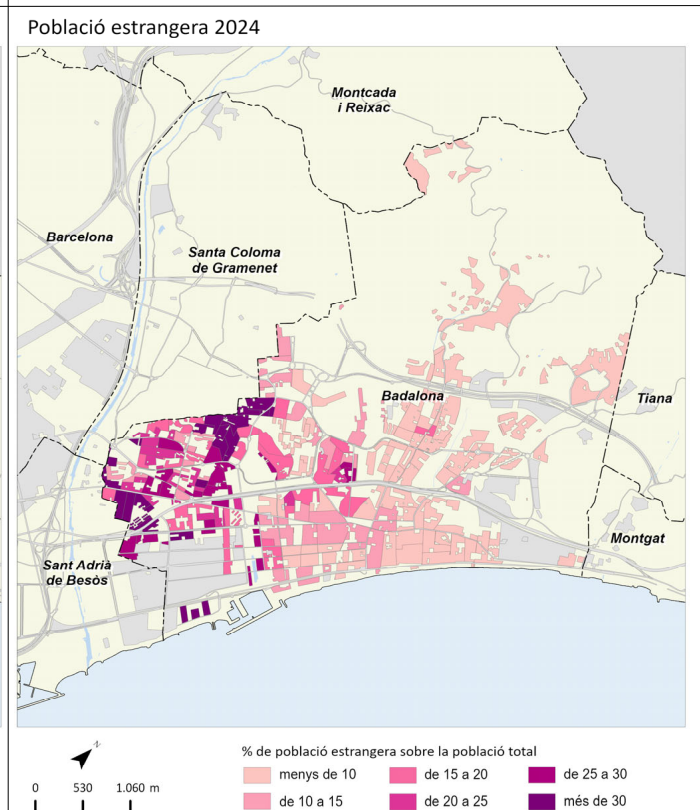 Població estrangera 2024
Montcada
i Reixac
Barcelona
Santa Coloma
de Gramenet
Badalona
Tiana
Montgat
Sant Adrià
de Besòs
N
0 530 1.060 m
% de població estrangera sobre la població total
menys de 10
de 15 a 20
de 25 a 30
de 10 a 15
de 20 a 25
més de 30